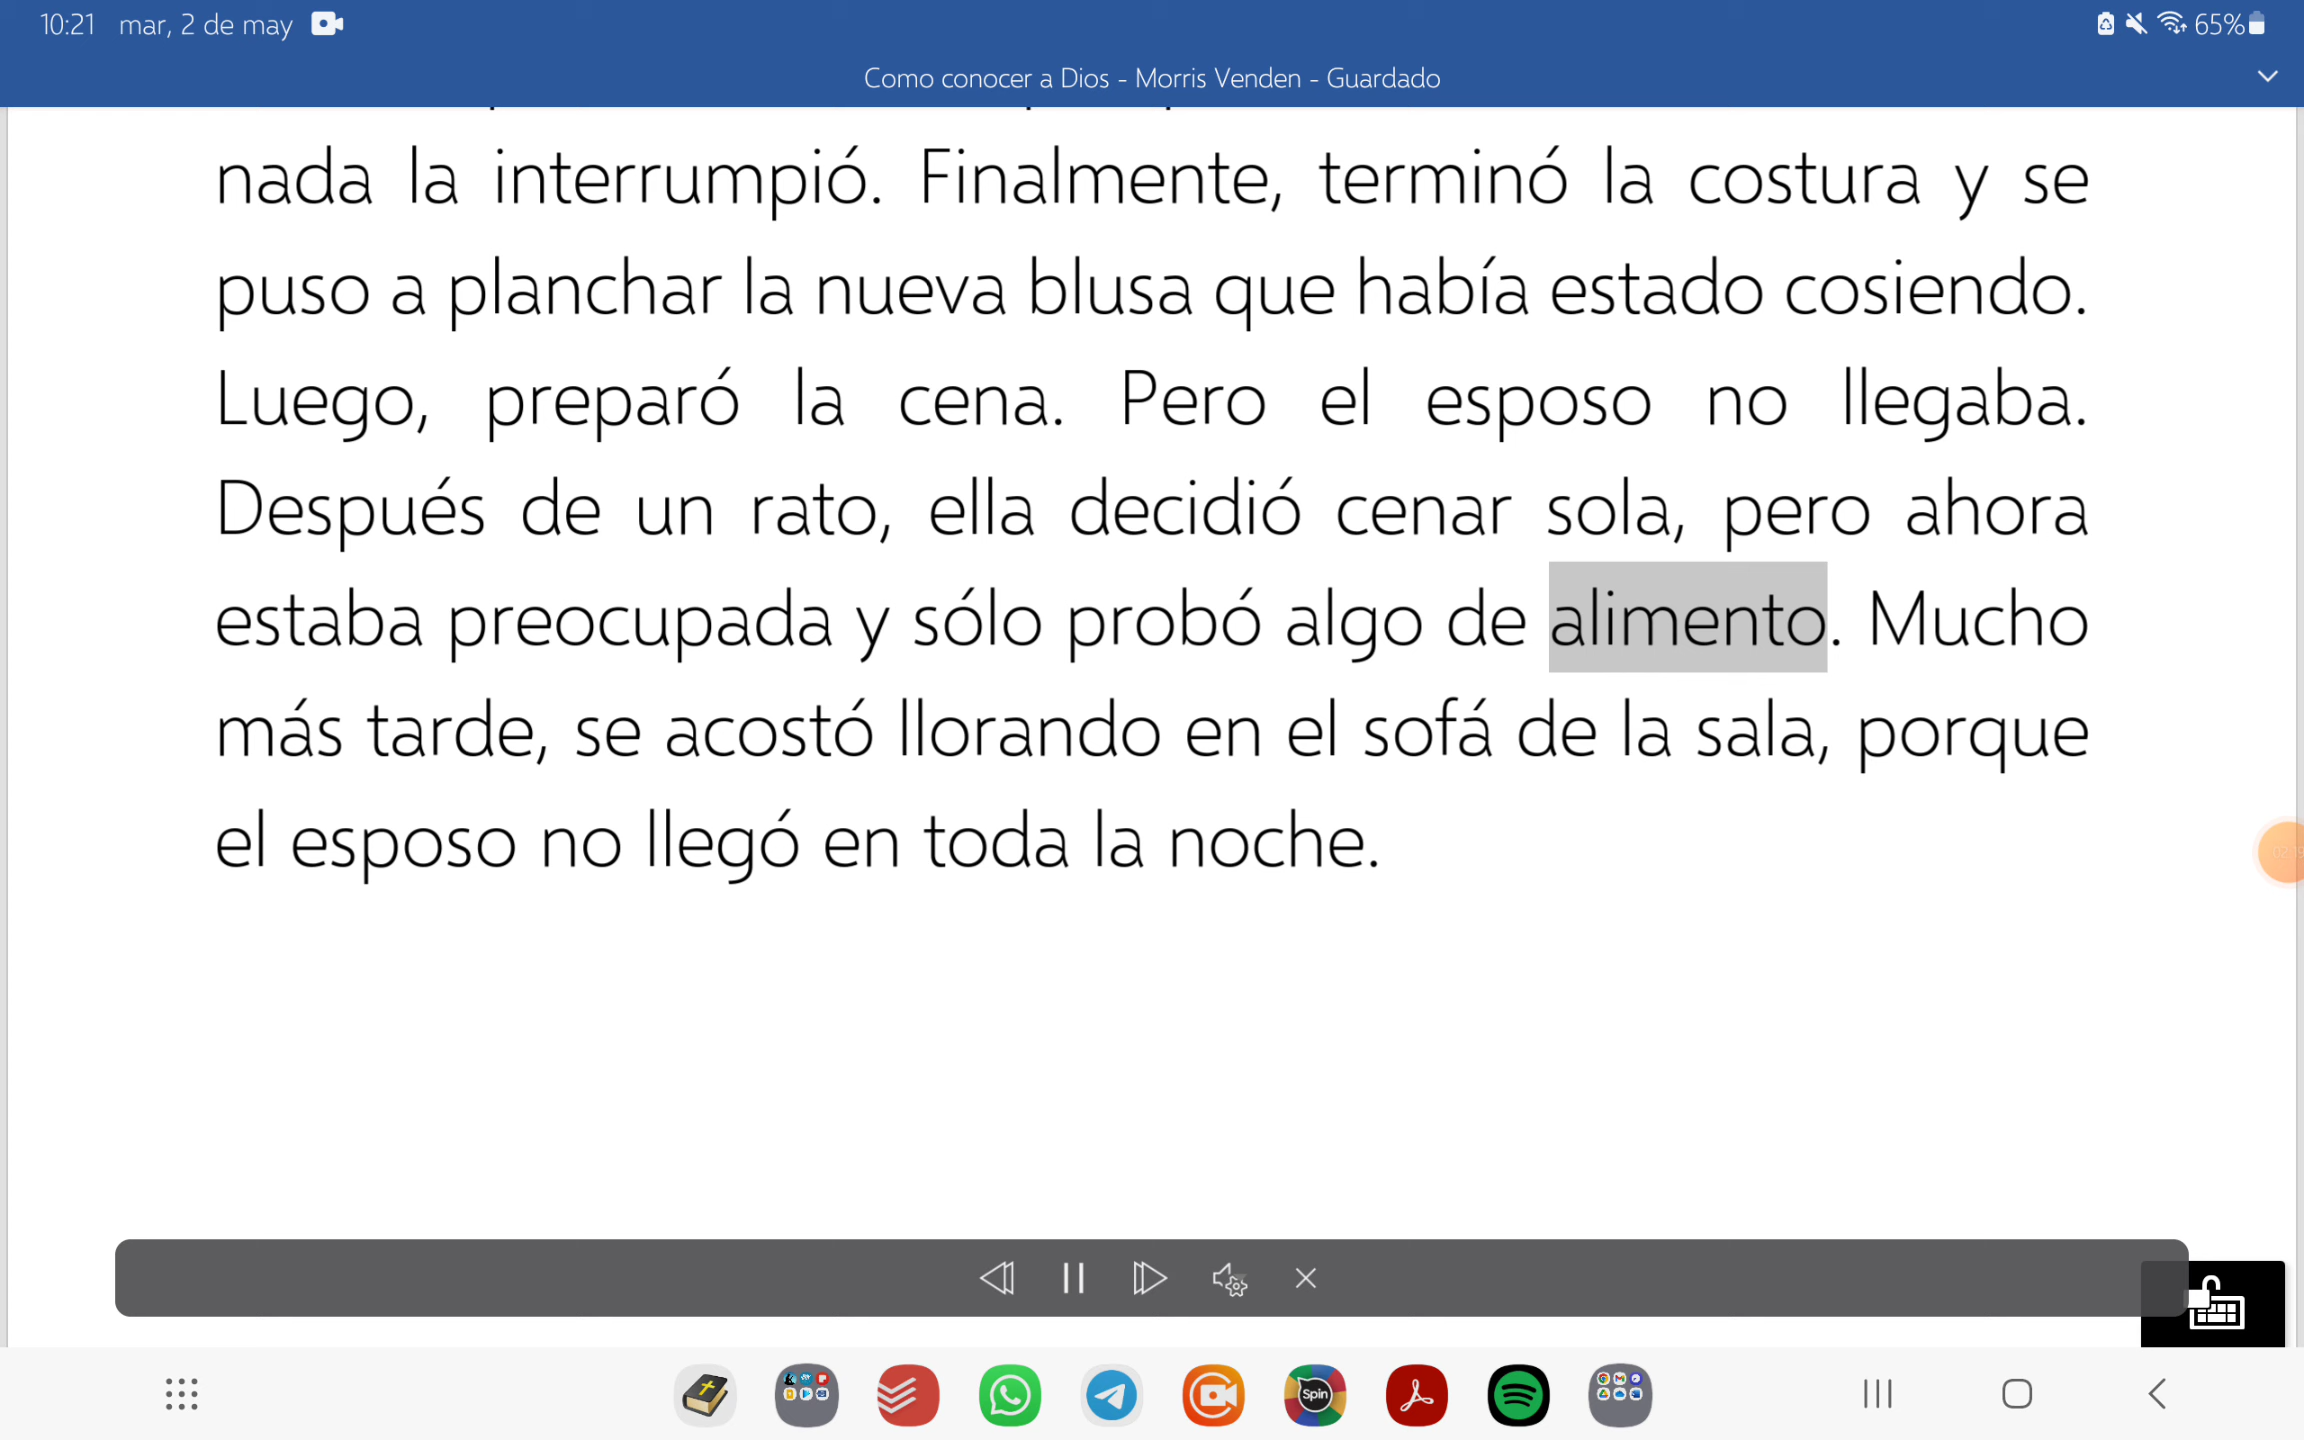 10:21 mar, 2 de may 65%
Como conocer a Dios - Morris Venden - Guardado
nada la interrumpió. Finalmente, terminó la costura y se
puso a planchar la nueva blusa que había estado cosiendo.
Luego, preparó la cena. Pero el esposo no llegaba.
Después de un rato, ella decidió cenar sola, pero ahora
estaba preocupada y sólo probó algo de alimento. Mucho
más tarde, se acostó llorando en el sofá de la sala, porque
el esposo no llegó en toda la noche.
Spin